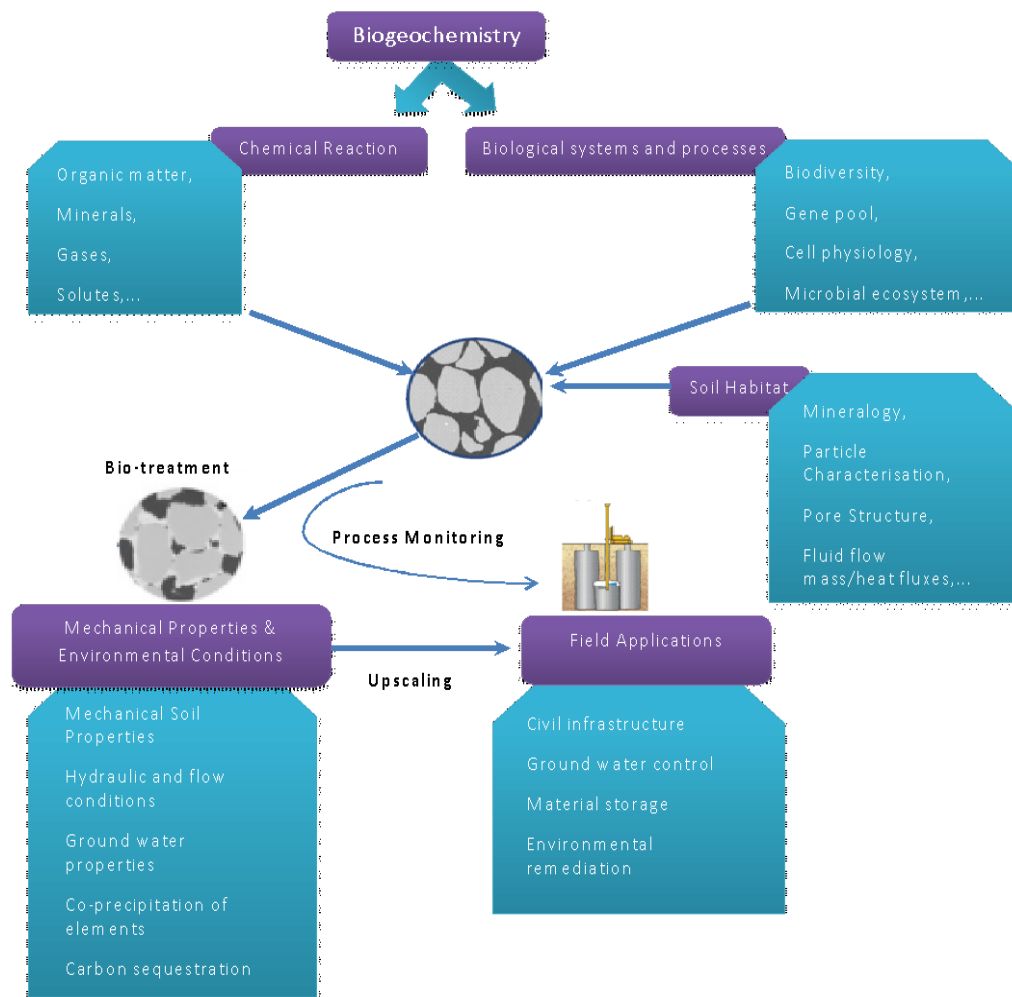 Biogeochemistry
Chemical Reaction
Biological systems and processes
Organic matter,
Minerals,
Gases,
Solutes,...
Biodiversity,
Gene pool,
Cell physiology,
Microbial ecosystem,...
Soil Habitat
Mineralogy,
Particle
Characterisation,
Pore Structure,
Fluid flow
mass/heat fluxes,...
Bio-treatment
Process Monitoring
Mechanical Properties &
Environmental Conditions
Upscaling
Field Applications
Mechanical Soil
Properties
Hydraulic and flow
conditions
Ground water
properties
Co-precipitation of
elements
Carbon sequestration
Civil infrastructure
Ground water control
Material storage
Environmental
remediation